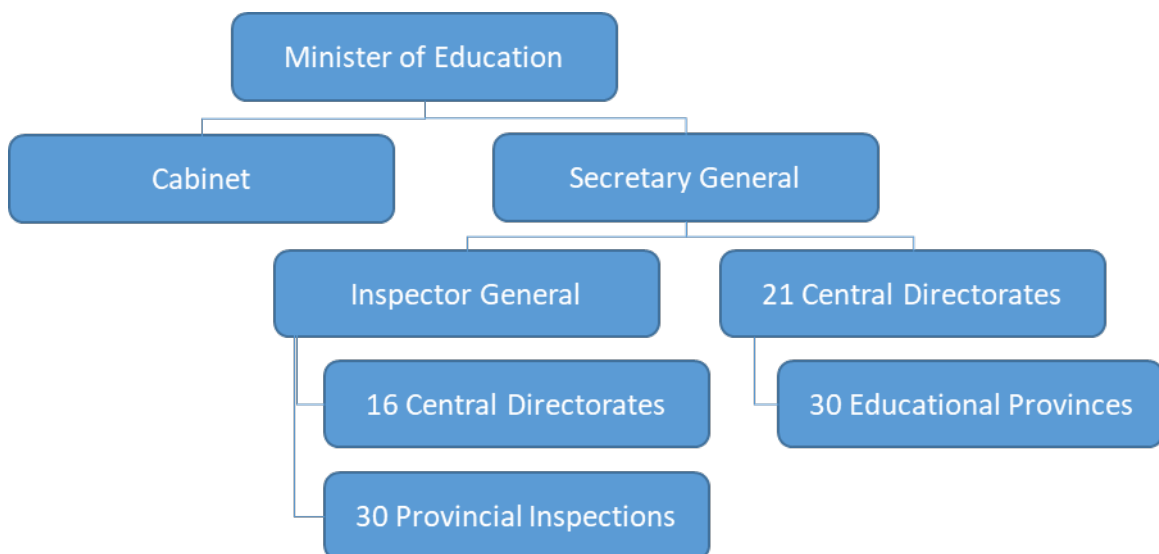 Minister of Education
Cabinet
Secretary General
Inspector General
21 Central Directorates
16 Central Directorates
30 Educational Provinces
30 Provincial Inspections